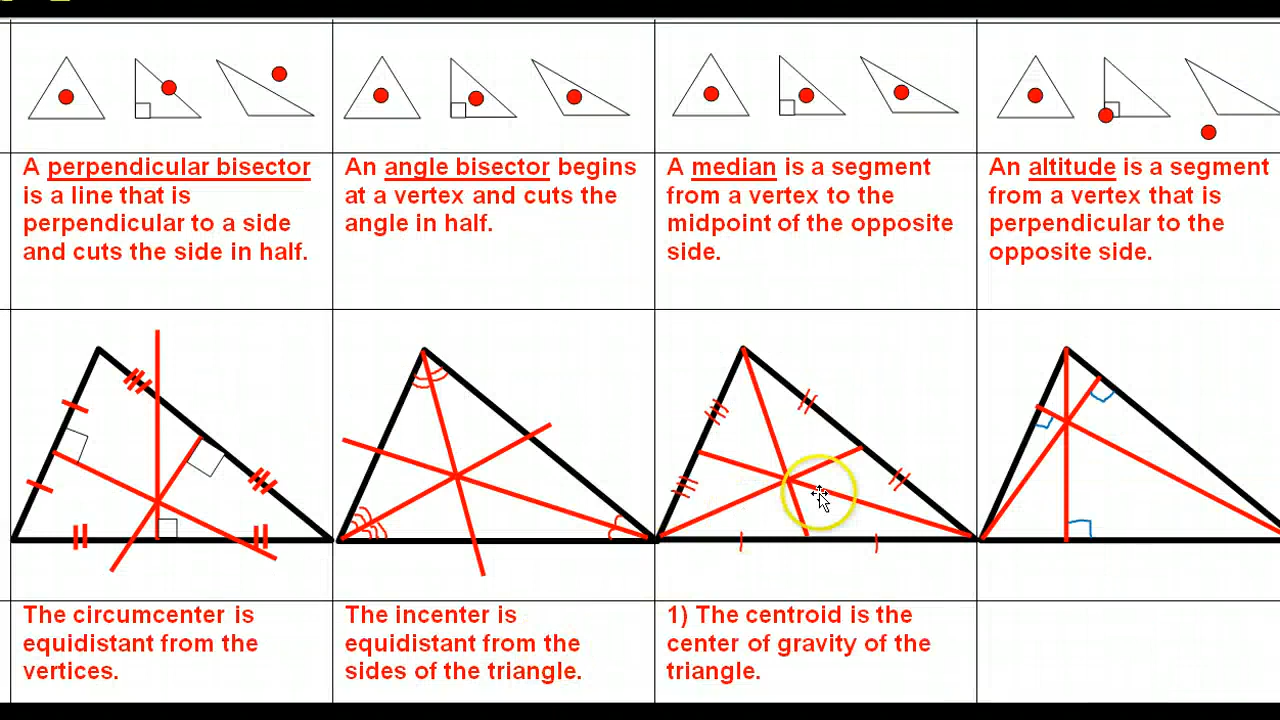 A perpendicular bisector
is a line that is
perpendicular to a side
and cuts the side in half.
An angle bisector begins
at a vertex and cuts the
angle in half.
A median is a segment
from a vertex to the
midpoint of the opposite
side.
An altitude is a segment
from a vertex that is
perpendicular to the
opposite side.
The circumcenter is
equidistant from the
vertices.
The incenter is
equidistant from the
sides of the triangle.
1) The centroid is the
center of gravity of the
triangle.